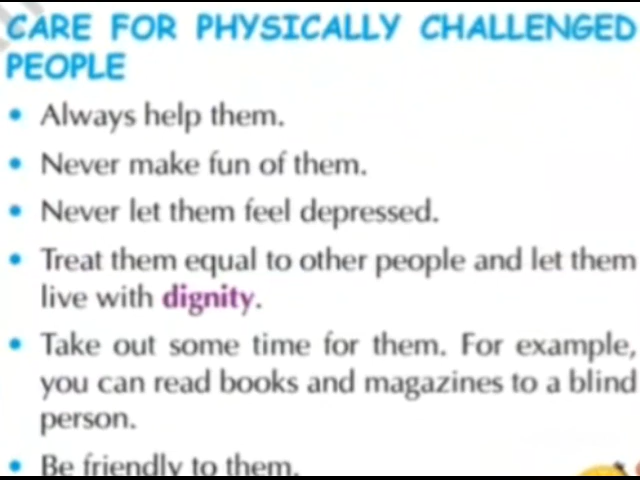 CARE FOR PHYSICALLY CHALLENGED
PEOPLE
• Always help them.
• Never make fun of them.
• Never let them feel depressed.
• Treat them equal to other people and let them
live with dignity.
• Take out some time for them. For example,
you can read books and magazines to a blind
person.
• Be friendly to them.